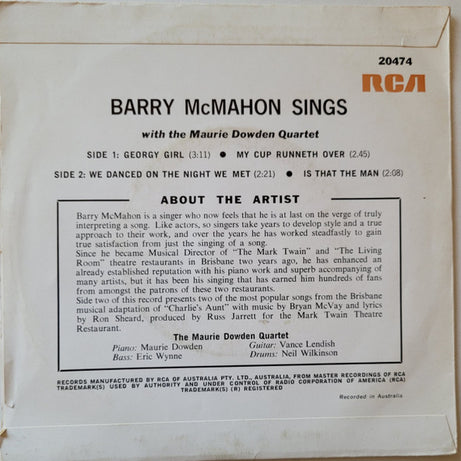 20474
RCA
BARRY McMAHON SINGS
with the Maurie Dowden Quartet
SIDE 1: GEORGY GIRL (3:11) ● MY CUP RUNNETH OVER (2.45)
SIDE 2: WE DANCED ON THE NIGHT WE MET (2:21) ● IS THAT THE MAN (2:08)
ABOUT THE ARTIST
Barry McMahon is a singer who now feels that he is at last on the verge of truly
interpreting a song. Like actors, so singers take years to develop style and a true
approach to their work, and over the years he has worked steadfastly to gain
true satisfaction from just the singing of a song.
Since he became Musical Director of "The Mark Twain" and "The Living
Room" theatre restaurants in Brisbane two years ago, he has enhanced an
already established reputation with his piano work and superb accompanying
of many artists, but it has been his singing that has earned him hundreds of fans
from amongst the patrons of these two restaurants.
Side two of this record presents two of the most popular songs from the Brisbane
musical adaptation of "Charlie's Aunt" with music by Bryan McVay and lyrics
by Ron Sheard, produced by Russ Jarrett for the Mark Twain Theatre
Restaurant.
The Maurie Dowden Quartet
Piano: Maurie Dowden Guitar: Vance Lendish
Bass: Eric Wynne Drums: Neil Wilkinson
RECORDS MANUFACTURED BY RCA OF AUSTRALIA PTY. LTD., AUSTRALIA, FROM MASTER RECORDINGS OF RCA
TRADEMARK(S) USED BY AUTHORITY AND UNDER CONTROL OF RADIO CORPORATION OF AMERICA (RCA)
TRADEMARK(S) (R) REGISTERED
Recorded in Australia